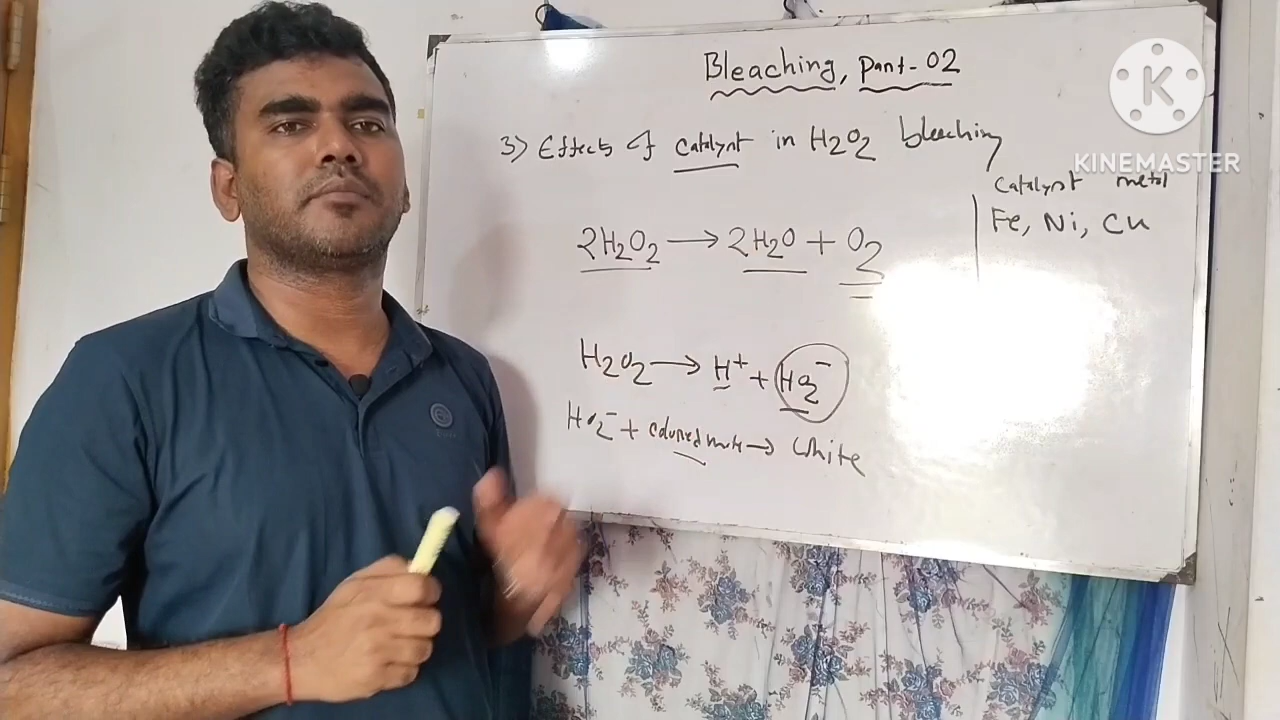 Bleaching, Part-02
3) Effects of catalyst in H2O2 bleaching
catalyst metal
Fe, Ni, Cu
2H2O2 → 2H2O + O2
H2O2 → H+ + HO2-
HO2- + coloured → White
K
KINEMASTER